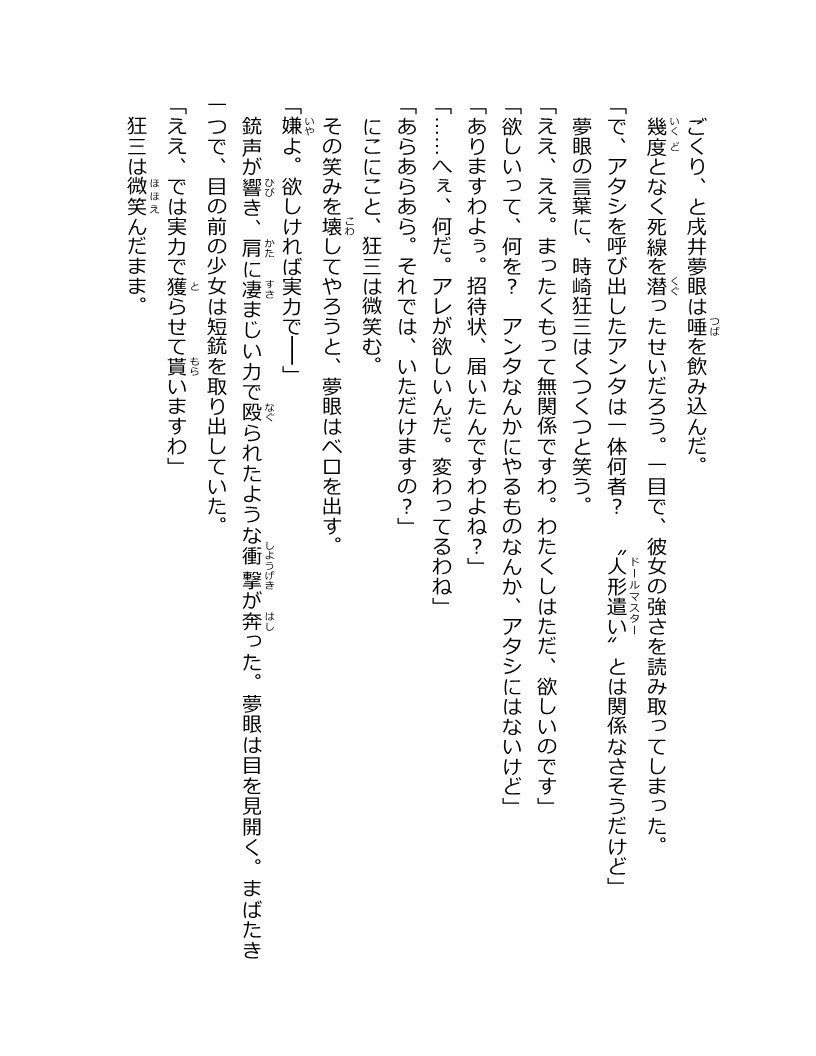 ごくり、と戌井夢眼は唾を飲み込んだ。
幾度となく死線を潜ったせいだろう。一目で、彼女の強さを読み取ってしまった。
「で、アタシを呼び出したアンタは一体何者？　〝人形遣い〟とは関係なさそうだけど」
夢眼の言葉に、時崎狂三はくつくつと笑う。
「ええ、ええ。まったくもって無関係ですわ。わたくしはただ、欲しいのです」
「欲しいって、何を？　アンタなんかにやるものなんか、アタシにはないけど」
「ありますわよぅ。招待状、届いたんですわよね？」
「……へぇ、何だ。アレが欲しいんだ。変わってるわね」
「あらあらあら。それでは、いただけますの？」
にこにこと、狂三は微笑む。
その笑みを壊してやろうと、夢眼はベロを出す。
「嫌よ。欲しければ実力で――」
銃声が響き、肩に凄まじい力で殴られたような衝撃が奔った。夢眼は目を見開く。まばたき
一つで、目の前の少女は短銃を取り出していた。
「ええ、では実力で獲らせて貰いますわ」
狂三は微笑んだまま。